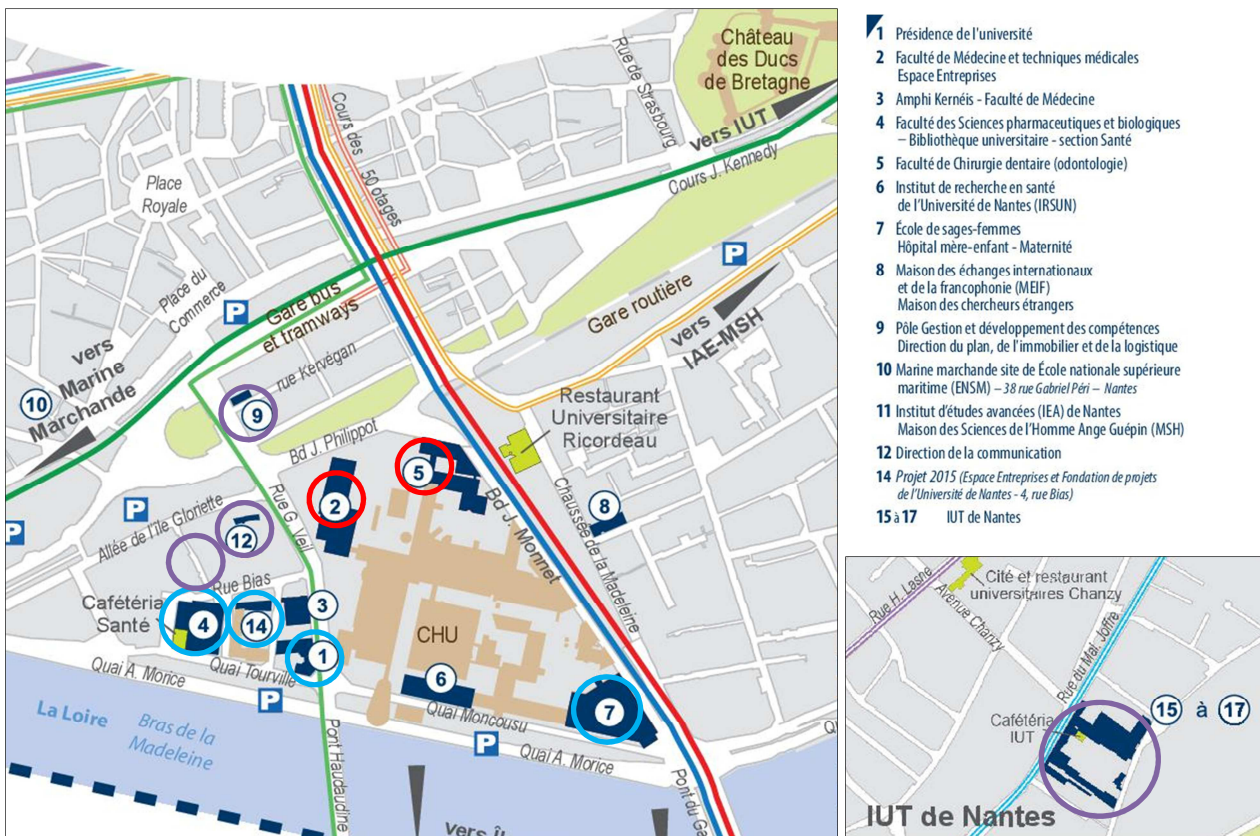 Château
des Ducs
de Bretagne
Rue de Strasbourg
vers IUT
Cours des 50 otages
Cours J. Kennedy
Place
Royale
Place du
Commerce
P
P
Gare bus
et tramways
Gare routière
vers
IAE-MSH
vers
Marine
Marchande
10
rue Kervégan
9
Restaurant
Universitaire
Ricordeau
Bd J. Philippot
5
2
8
P
P
Allée de l'île Gloriette
12
Rue G. Veil
Bd J. Monnet
Chaussée de la Madeleine
Rue Bias
Cafétéria
Santé
4
14
3
1
CHU
6
7
Quai A. Morice
Quai Tourville
P
Quai Moncousu
P
Quai A. Morice
La Loire
Bras de la
Madeleine
Pont Haudaudine
Pont du Ga
vers Îl
1 Présidence de l'université
2 Faculté de Médecine et techniques médicales
Espace Entreprises
3 Amphi Kernéis - Faculté de Médecine
4 Faculté des Sciences pharmaceutiques et biologiques
– Bibliothèque universitaire - section Santé
5 Faculté de Chirurgie dentaire (odontologie)
6 Institut de recherche en santé
de l'Université de Nantes (IRSUN)
7 École de sages-femmes
Hôpital mère-enfant - Maternité
8 Maison des échanges internationaux
et de la francophonie (MEIF)
Maison des chercheurs étrangers
9 Pôle Gestion et développement des compétences
Direction du plan, de l'immobilier et de la logistique
10 Marine marchande site de École nationale supérieure
maritime (ENSM) – 38 rue Gabriel Péri – Nantes
11 Institut d'études avancées (IEA) de Nantes
Maison des Sciences de l'Homme Ange Guépin (MSH)
12 Direction de la communication
14 Projet 2015 (Espace Entreprises et Fondation de projets
de l'Université de Nantes - 4, rue Bias)
15 à 17 IUT de Nantes
Rue H. Lasne
Cité et restaurant
universitaires Chanzy
Avenue Chanzy
Rue du Mal. Joffre
15 à 17
Cafétéria
IUT
IUT de Nantes